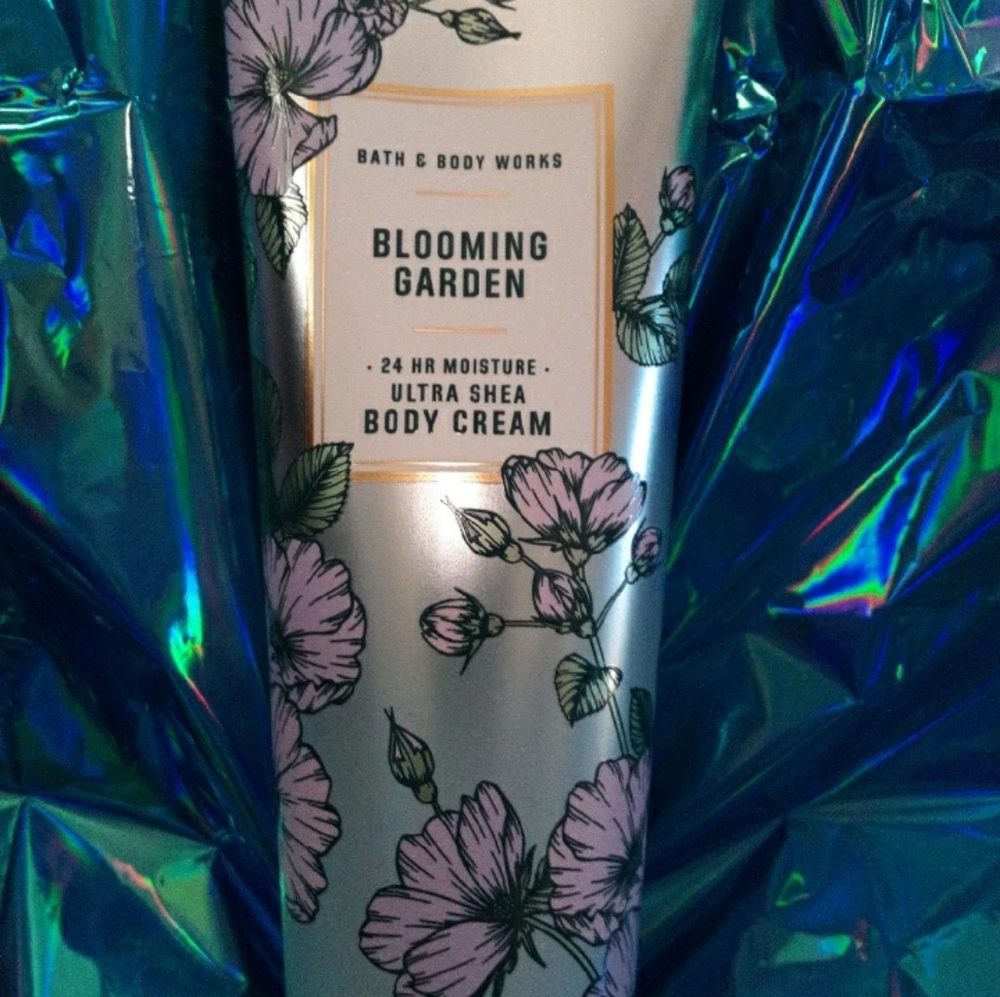 BATH & BODY WORKS
BLOOMING
GARDEN
· 24 HR MOISTURE ·
ULTRA SHEA
BODY CREAM